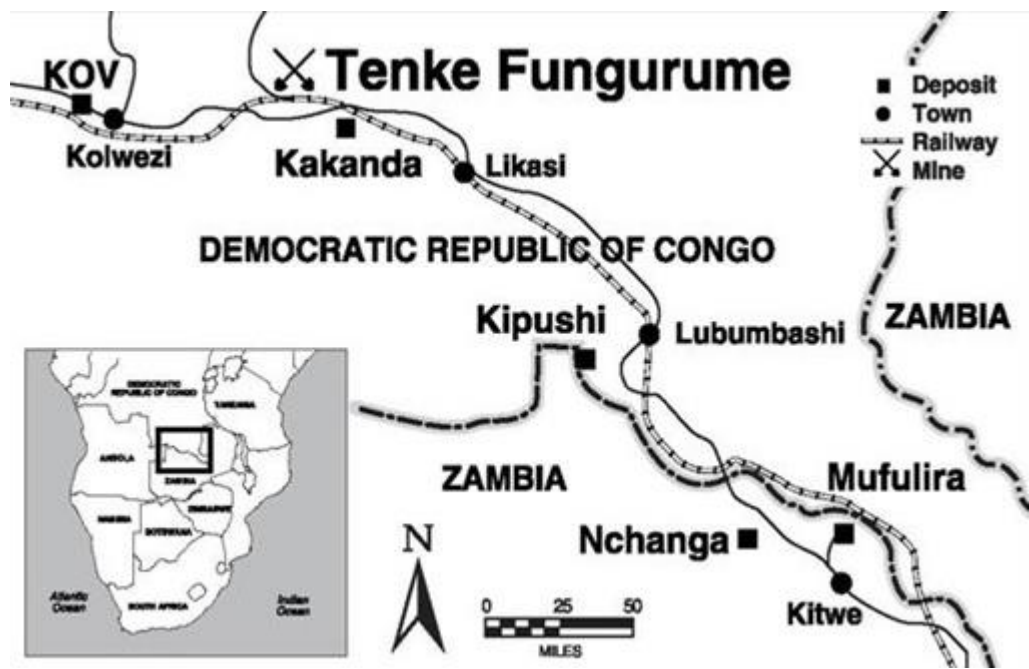 KOV
Tenke Fungurume
Deposit
Town
Railway
Mine
Kolwezi
Kakanda
Likasi
DEMOCRATIC REPUBLIC OF CONGO
Kipushi
Lubumbashi
ZAMBIA
ZAMBIA
Mufulira
Nchanga
Kitwe
N
0 25 50
MILES
DEMOCRATIC
REPUBLIC OF CONGO
TANZANIA
ANGOLA
ZAMBIA
ZIMBABWE
NAMIBIA
BOTSWANA
SOUTH AFRICA
Atlantic
Ocean
Indian
Ocean